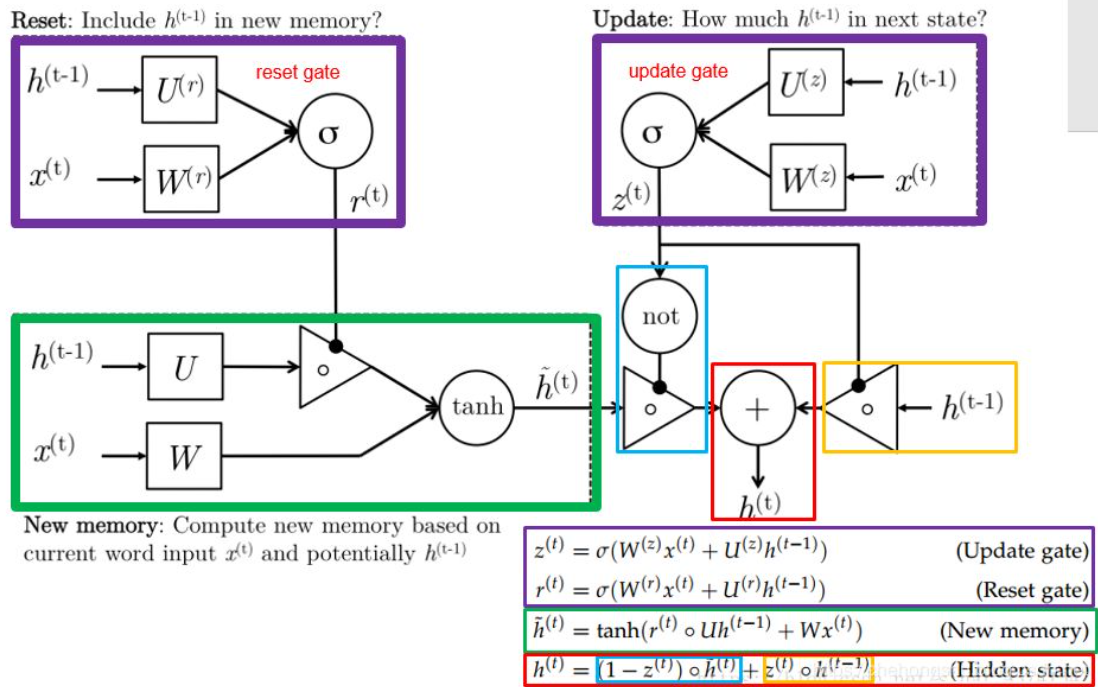 Reset: Include h(t-1) in new memory?
Update: How much h(t-1) in next state?
h(t-1)
U(r)
reset gate
σ
x(t)
W(r)
r(t)
update gate
U(z)
h(t-1)
σ
W(z)
x(t)
z(t)
not
h(t-1)
U
∘
tanh
h̃(t)
x(t)
W
∘
+
∘
h(t-1)
h(t)
New memory: Compute new memory based on
current word input x(t) and potentially h(t-1)
z(t) = σ(W(z)x(t) + U(z)h(t−1)) (Update gate)
r(t) = σ(W(r)x(t) + U(r)h(t−1)) (Reset gate)
h̃(t) = tanh(r(t) ∘ Uh(t−1) + Wx(t)) (New memory)
h(t) = (1 − z(t)) ∘ h̃(t) + z(t) ∘ h(t−1) (Hidden state)